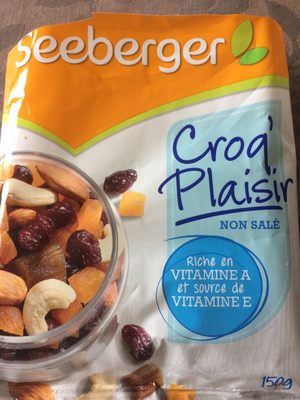 Seeberger
Croq'
Plaisir
NON SALÉ
Riche en
VITAMINE A
et source de
VITAMINE E
150g